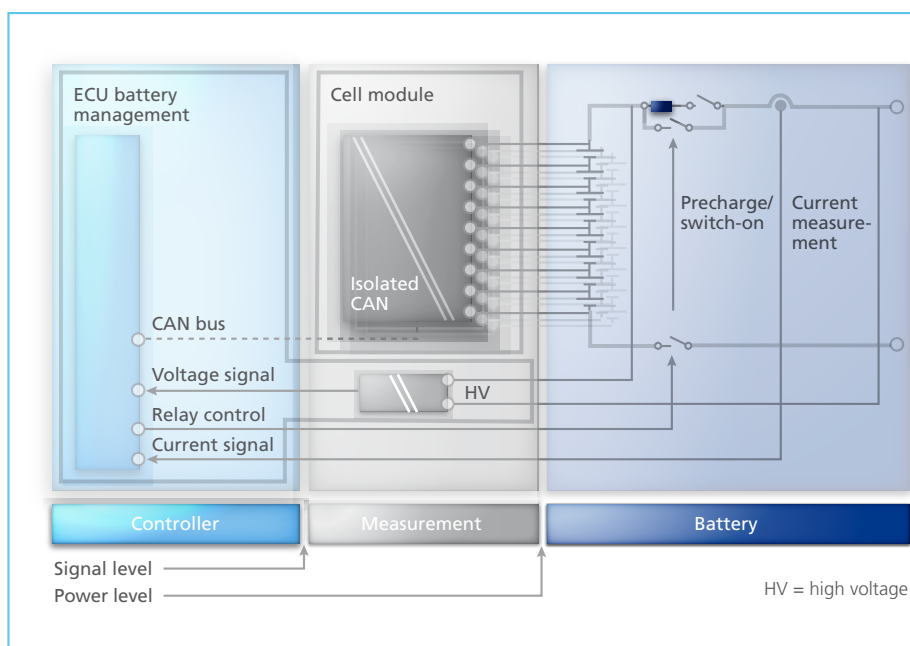 ECU battery
management
Cell module
Isolated
CAN
Precharge/
switch-on
Current
measure-
ment
CAN bus
Voltage signal
HV
Relay control
Current signal
Controller
Measurement
Battery
Signal level
Power level
HV = high voltage